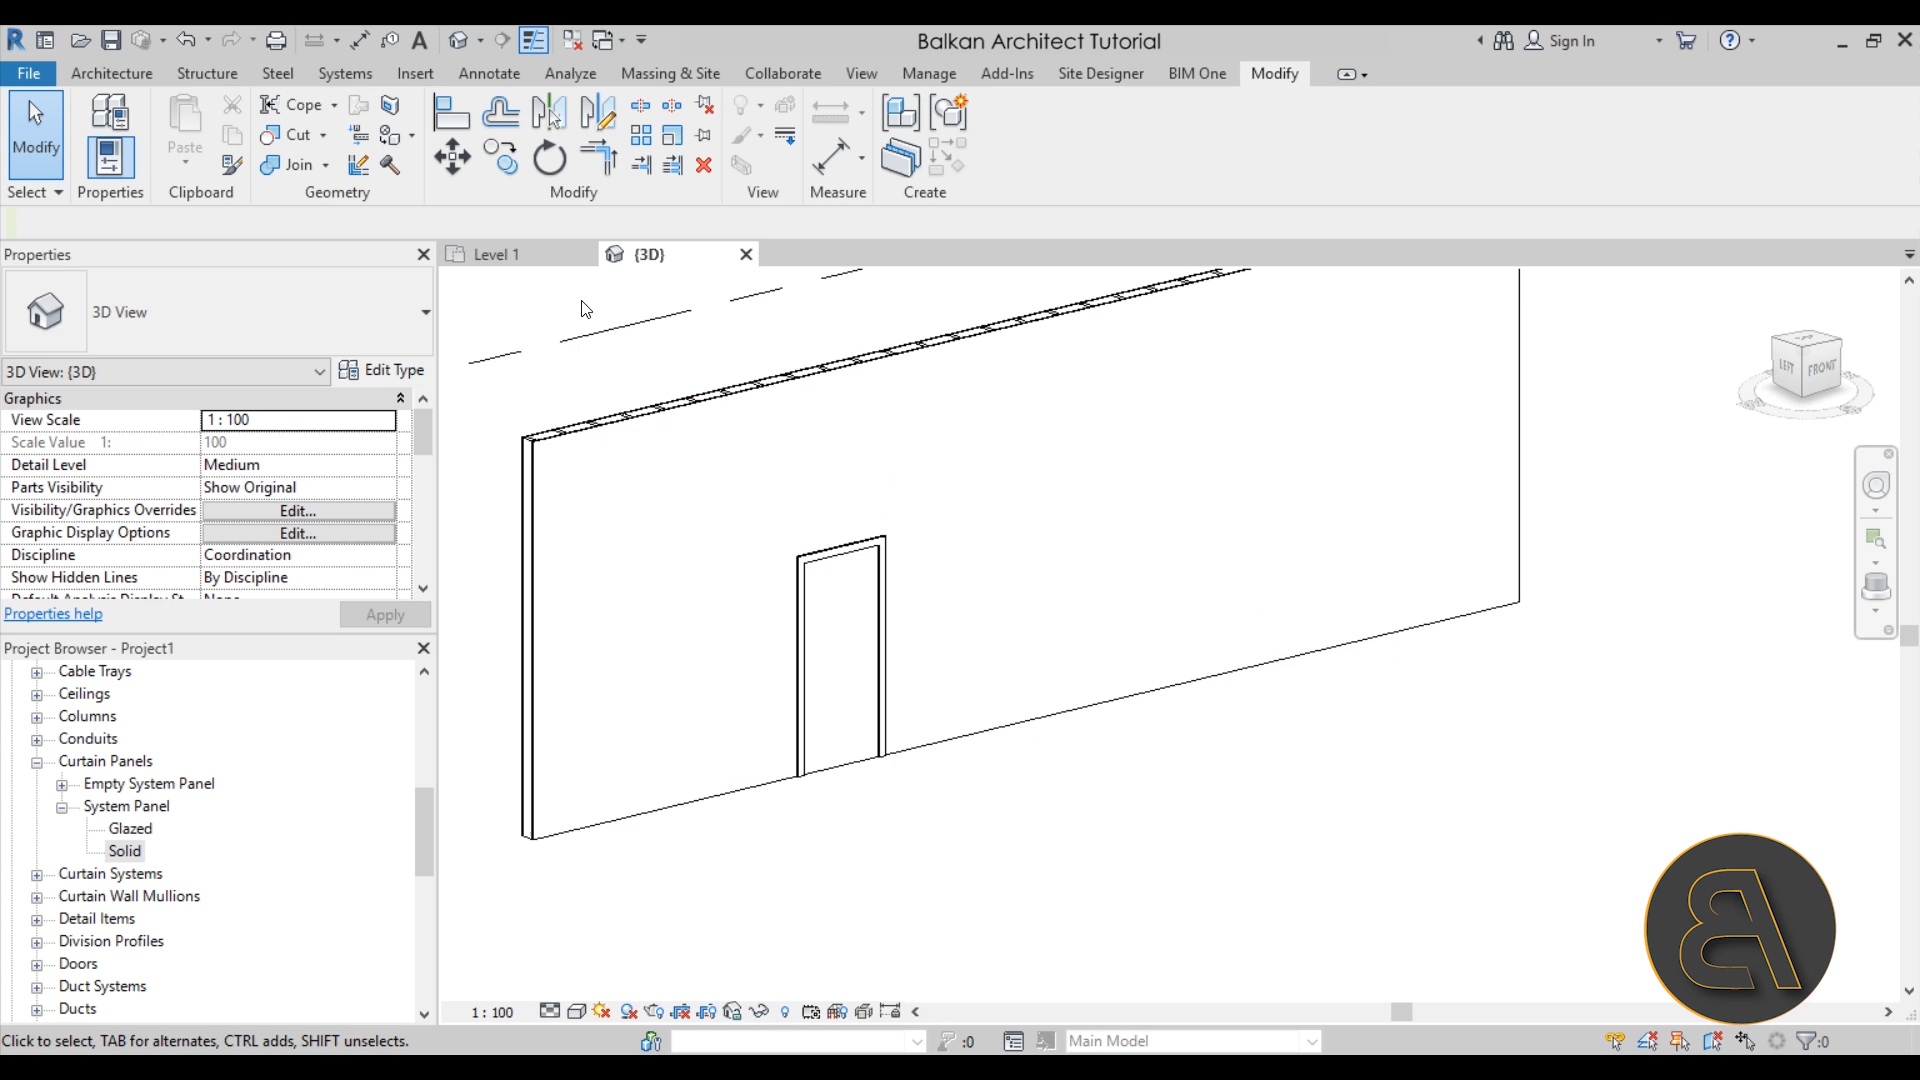 Balkan Architect Tutorial
Sign In
File Architecture Structure Steel Systems Insert Annotate Analyze Massing & Site Collaborate View Manage Add-Ins Site Designer BIM One Modify
Modify
Paste
Cope
Cut
Join
Select Properties Clipboard Geometry Modify View Measure Create
Properties
Level 1
{3D}
3D View
3D View: {3D}
Edit Type
Graphics
View Scale 1 : 100
Scale Value 1: 100
Detail Level Medium
Parts Visibility Show Original
Visibility/Graphics Overrides Edit...
Graphic Display Options Edit...
Discipline Coordination
Show Hidden Lines By Discipline
Properties help
Apply
LEFT FRONT
Project Browser - Project1
Cable Trays
Ceilings
Columns
Conduits
Curtain Panels
Empty System Panel
System Panel
Glazed
Solid
Curtain Systems
Curtain Wall Mullions
Detail Items
Division Profiles
Doors
Duct Systems
Ducts
1 : 100
Click to select, TAB for alternates, CTRL adds, SHIFT unselects.
:0
Main Model
:0